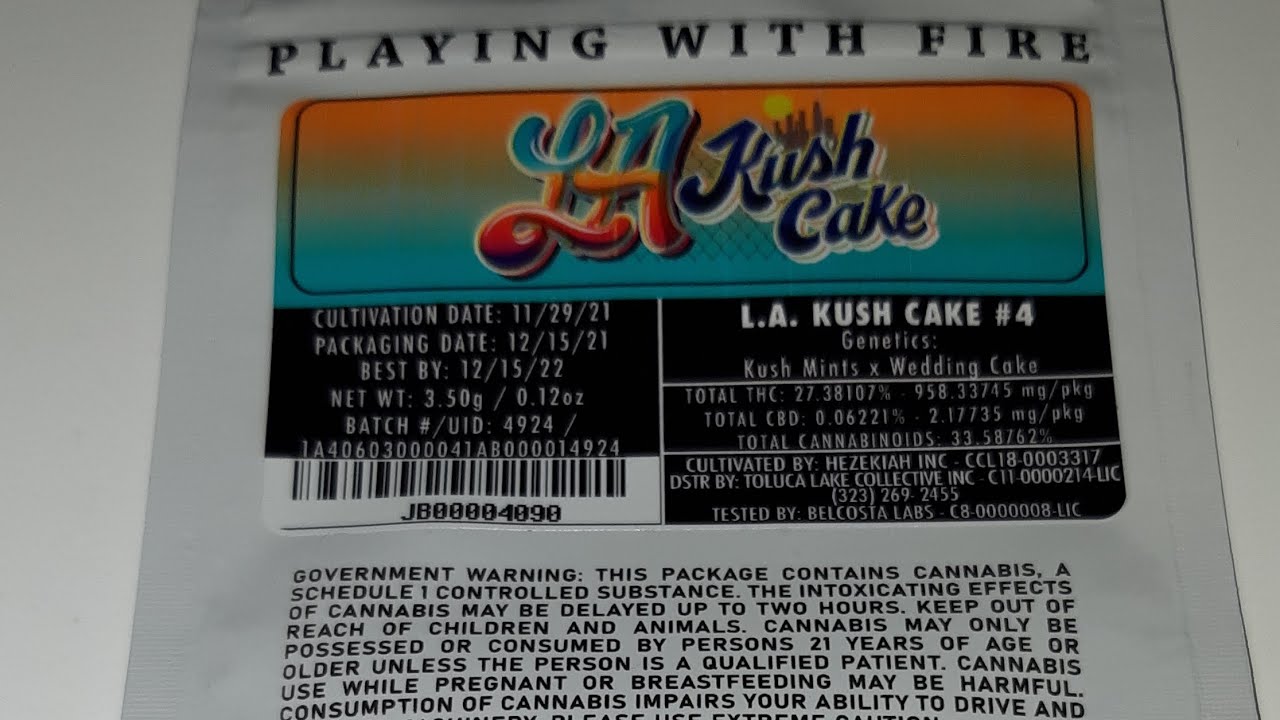 PLAYING WITH FIRE
LA Kush
Cake
CULTIVATION DATE: 11/29/21
PACKAGING DATE: 12/15/21
BEST BY: 12/15/22
NET WT: 3.50g / 0.12oz
BATCH #/UID: 4924 /
1A40603000041AB000014924
JB00004090
L.A. KUSH CAKE #4
Genetics:
Kush Mints x Wedding Cake
TOTAL THC: 27.38107% - 958.33745 mg/pkg
TOTAL CBD: 0.06221% - 2.17735 mg/pkg
TOTAL CANNABINOIDS: 33.58762%
CULTIVATED BY: HEZEKIAH INC - CCL18-0003317
DSTR BY: TOLUCA LAKE COLLECTIVE INC - C11-0000214-LIC
(323) 269- 2455
TESTED BY: BELCOSTA LABS - C8-0000008-LIC
GOVERNMENT WARNING: THIS PACKAGE CONTAINS CANNABIS, A
SCHEDULE 1 CONTROLLED SUBSTANCE. THE INTOXICATING EFFECTS
OF CANNABIS MAY BE DELAYED UP TO TWO HOURS. KEEP OUT OF
REACH OF CHILDREN AND ANIMALS. CANNABIS MAY ONLY BE
POSSESSED OR CONSUMED BY PERSONS 21 YEARS OF AGE OR
OLDER UNLESS THE PERSON IS A QUALIFIED PATIENT. CANNABIS
USE WHILE PREGNANT OR BREASTFEEDING MAY BE HARMFUL.
CONSUMPTION OF CANNABIS IMPAIRS YOUR ABILITY TO DRIVE AND
MACHINERY. PLEASE USE EXTREME CAUTION.